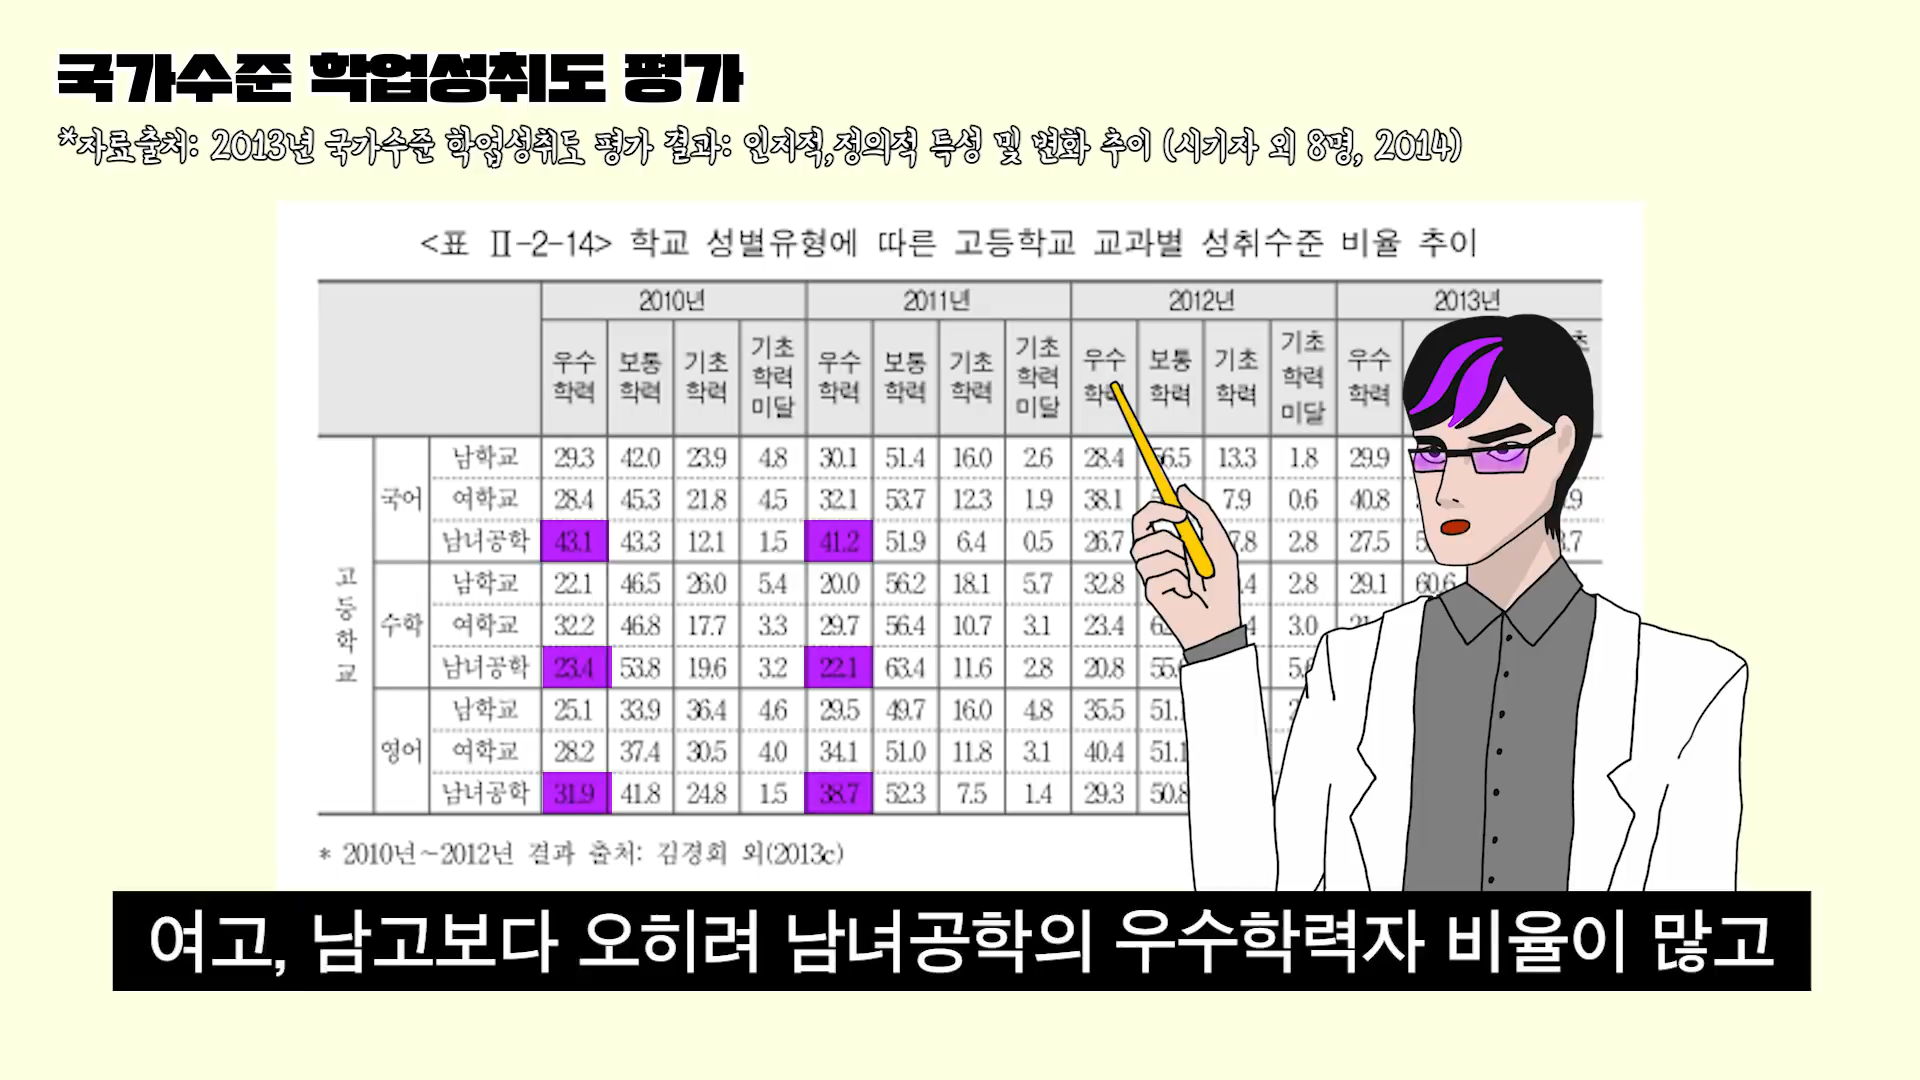 국가수준 학업성취도 평가
*자료출처: 2013년 국가수준 학업성취도 평가 결과: 인지적,정의적 특성 및 변화 추이 (시기자 외 8명, 2014)
<표 Ⅱ-2-14> 학교 성별유형에 따른 고등학교 교과별 성취수준 비율 추이
2010년 2011년 2012년 2013년
우수학력 보통학력 기초학력 기초학력미달 우수학력 보통학력 기초학력 기초학력미달 우수학력 보통학력 기초학력 기초학력미달 우수학력
고등학교
국어
남학교 29.3 42.0 23.9 4.8 30.1 51.4 16.0 2.6 28.4 13.3 1.8 29.9
여학교 28.4 45.3 21.8 4.5 32.1 53.7 12.3 1.9 38.1 7.9 0.6 40.8
남녀공학 43.1 43.3 12.1 1.5 41.2 51.9 6.4 0.5 26.7 2.8 27.5
수학
남학교 22.1 46.5 26.0 5.4 20.0 56.2 18.1 5.7 32.8 2.8 29.1 60.6
여학교 32.2 46.8 17.7 3.3 29.7 56.4 10.7 3.1 23.4 3.0
남녀공학 23.4 53.8 19.6 3.2 22.1 63.4 11.6 2.8 20.8
영어
남학교 25.1 33.9 36.4 4.6 29.5 49.7 16.0 4.8 35.5
여학교 28.2 37.4 30.5 4.0 34.1 51.0 11.8 3.1 40.4 51.1
남녀공학 31.9 41.8 24.8 1.5 38.7 52.3 7.5 1.4 29.3 50.8
* 2010년~2012년 결과 출처: 김경희 외(2013c)
여고, 남고보다 오히려 남녀공학의 우수학력자 비율이 많고